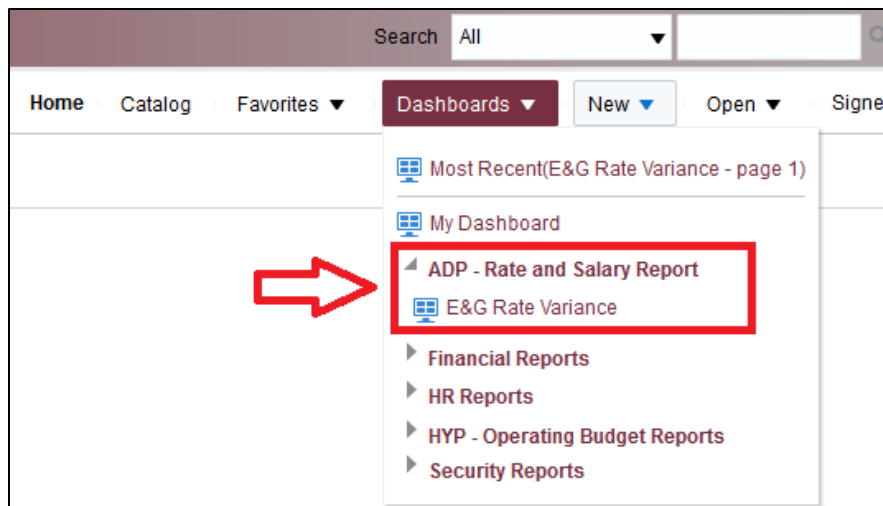 Search All
Home Catalog Favorites Dashboards New Open Signe
Most Recent(E&G Rate Variance - page 1)
My Dashboard
ADP - Rate and Salary Report
E&G Rate Variance
Financial Reports
HR Reports
HYP - Operating Budget Reports
Security Reports